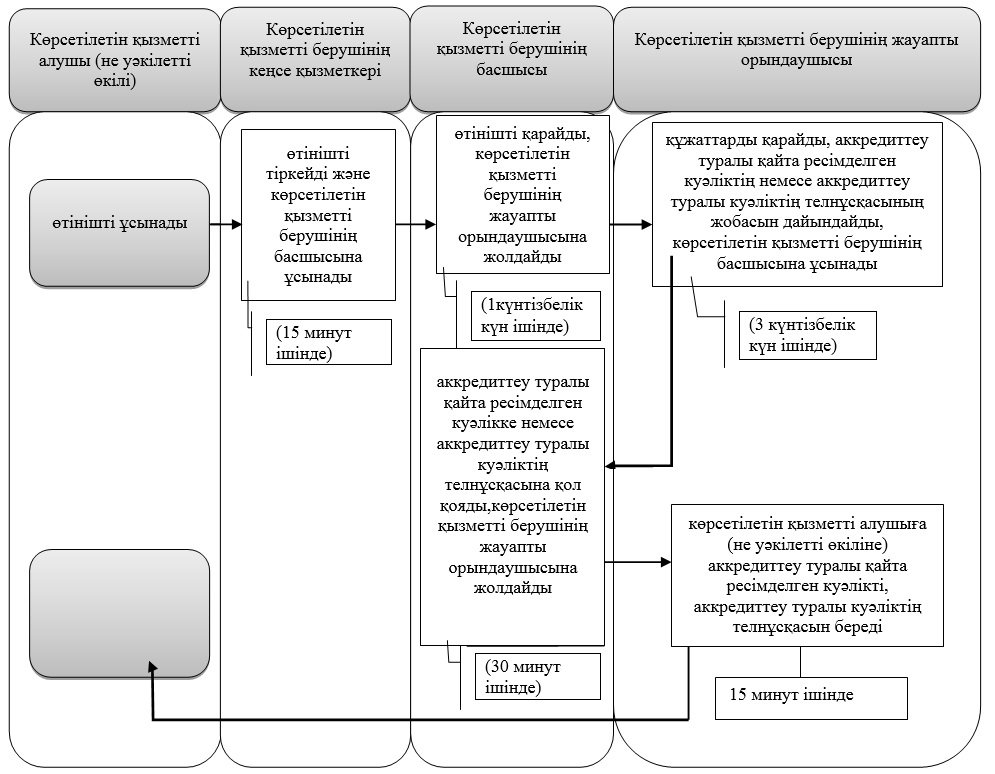 Көрсетілетін қызметті
алушы (не уәкілетті
өкілі)
Көрсетілетін
қызметті берушінің
кеңсе қызметкері
Көрсетілетін
қызметті берушінің
басшысы
Көрсетілетін қызметті берушінің жауапты
орындаушысы
өтінішті ұсынады
өтінішті
тіркейді және
көрсетілетін
қызметті
берушінің
басшысына
ұсынады
(15 минут
ішінде)
өтінішті қарайды,
көрсетілетін
қызметті
берушінің
жауапты
орындаушысына
жолдайды
(1күнтізбелік
күн ішінде)
құжаттарды қарайды, аккредиттеу
туралы қайта ресімделген
куәліктің немесе аккредиттеу
туралы куәліктің телнұсқасының
жобасын дайындайды,
көрсетілетін қызметті берушінің
басшысына ұсынады
(3 күнтізбелік
күн ішінде)
аккредиттеу туралы
қайта ресімделген
куәлікке немесе
аккредиттеу туралы
куәліктің
телнұсқасына қол
қояды,көрсетілетін
қызметті берушінің
жауапты
орындаушысына
жолдайды
(30 минут
ішінде)
көрсетілетін қызметті алушыға
(не уәкілетті өкіліне)
аккредиттеу туралы қайта
ресімделген куәлікті,
аккредиттеу туралы куәліктің
телнұсқасын береді
15 минут ішінде